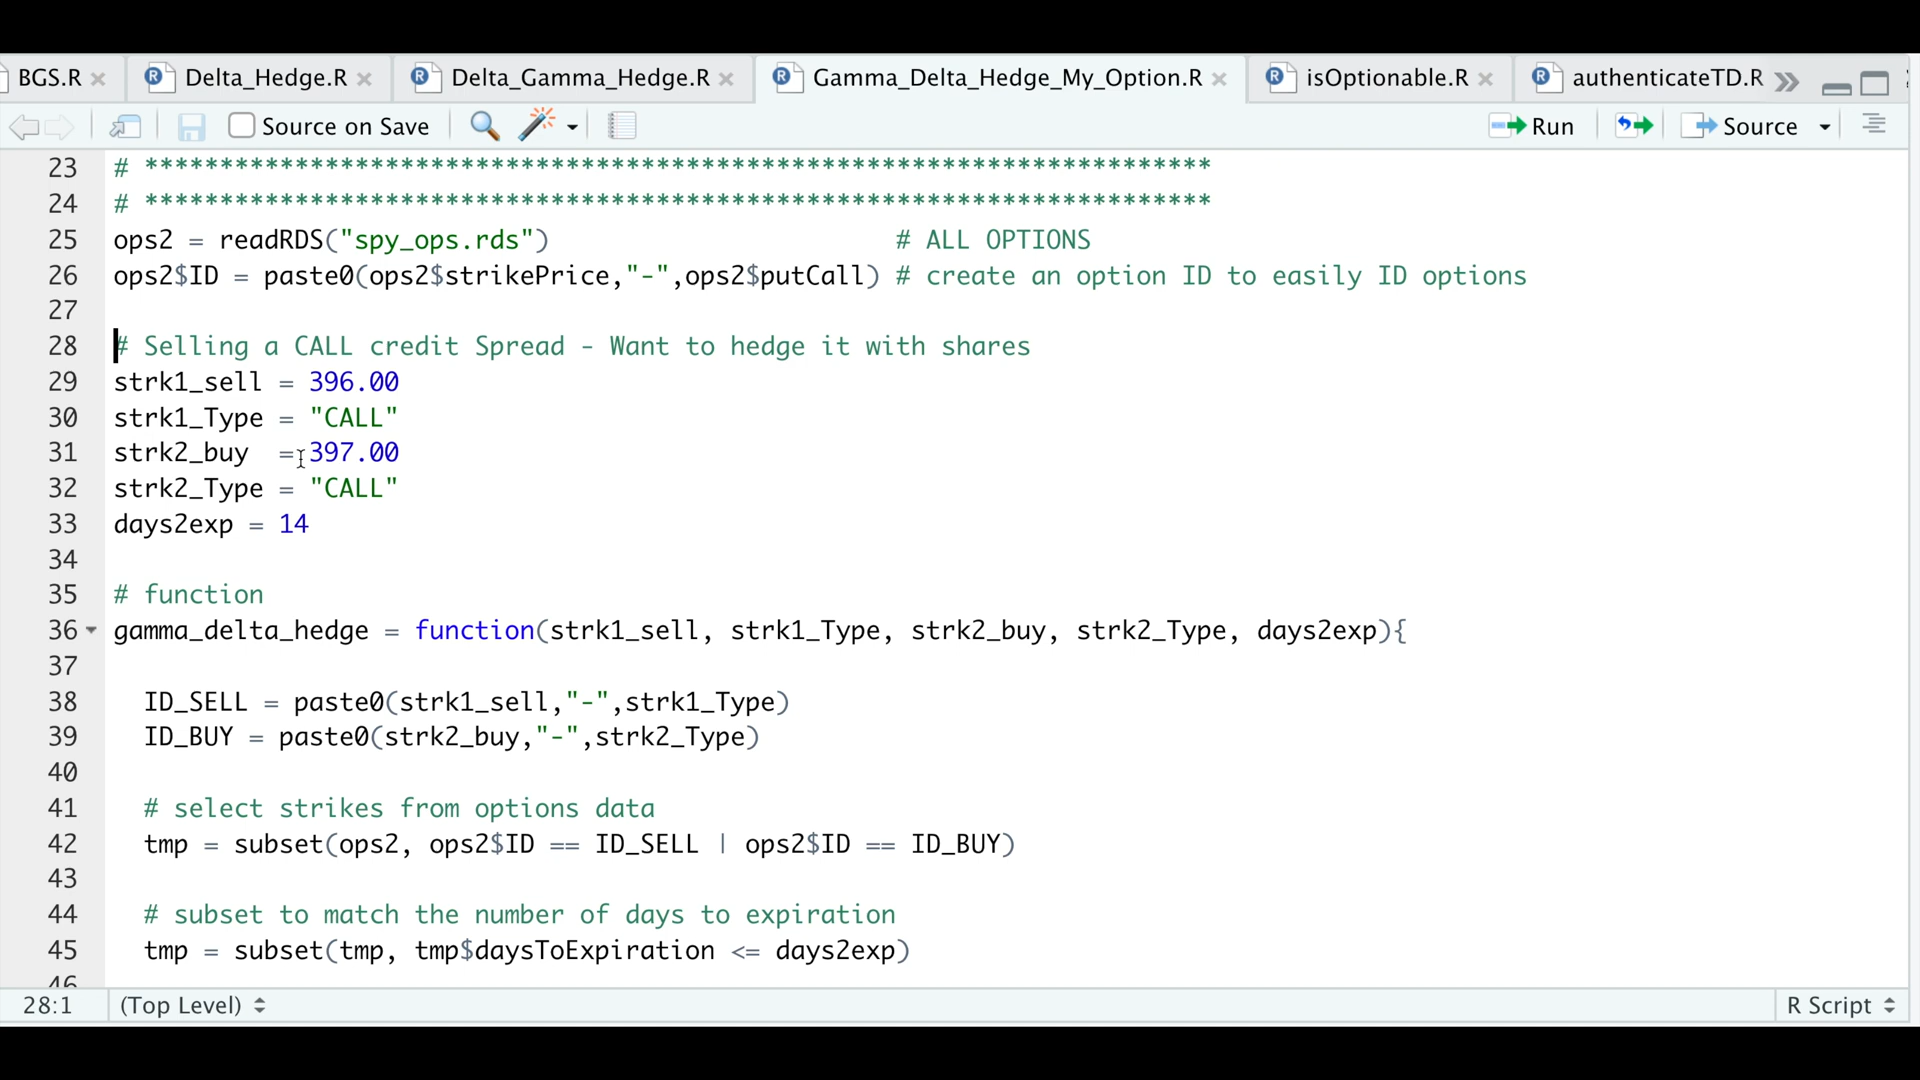 BGS.R Delta_Hedge.R Delta_Gamma_Hedge.R Gamma_Delta_Hedge_My_Option.R isOptionable.R authenticateTD.R
Source on Save Run Source
23 # ***********************************************************************
24 # ***********************************************************************
25 ops2 = readRDS("spy_ops.rds") # ALL OPTIONS
26 ops2$ID = paste0(ops2$strikePrice,"-",ops2$putCall) # create an option ID to easily ID options
27
28 # Selling a CALL credit Spread - Want to hedge it with shares
29 strk1_sell = 396.00
30 strk1_Type = "CALL"
31 strk2_buy = 397.00
32 strk2_Type = "CALL"
33 days2exp = 14
34
35 # function
36 gamma_delta_hedge = function(strk1_sell, strk1_Type, strk2_buy, strk2_Type, days2exp){
37
38 ID_SELL = paste0(strk1_sell,"-",strk1_Type)
39 ID_BUY = paste0(strk2_buy,"-",strk2_Type)
40
41 # select strikes from options data
42 tmp = subset(ops2, ops2$ID == ID_SELL | ops2$ID == ID_BUY)
43
44 # subset to match the number of days to expiration
45 tmp = subset(tmp, tmp$daysToExpiration <= days2exp)
46
28:1 (Top Level) R Script